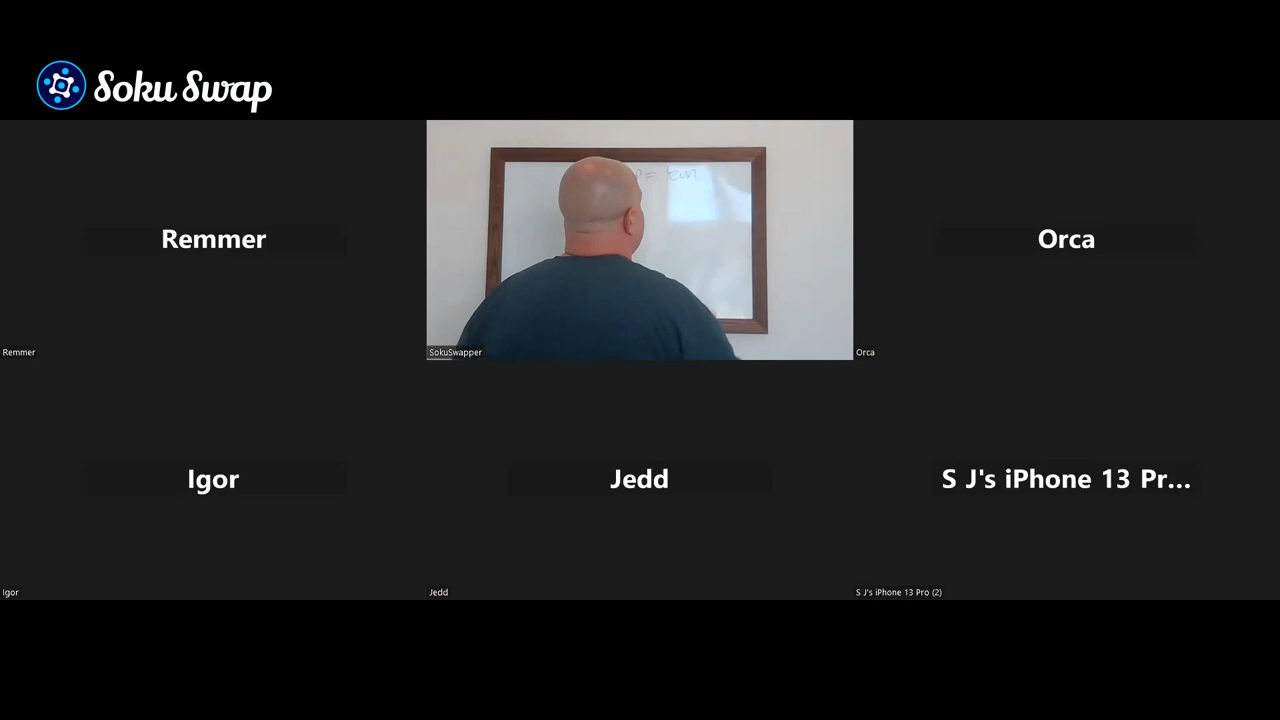 Soku Swap
Remmer
Orca
Remmer
SokuSwapper
Orca
Igor
Jedd
S J's iPhone 13 Pr...
Igor
Jedd
S J's iPhone 13 Pro (2)